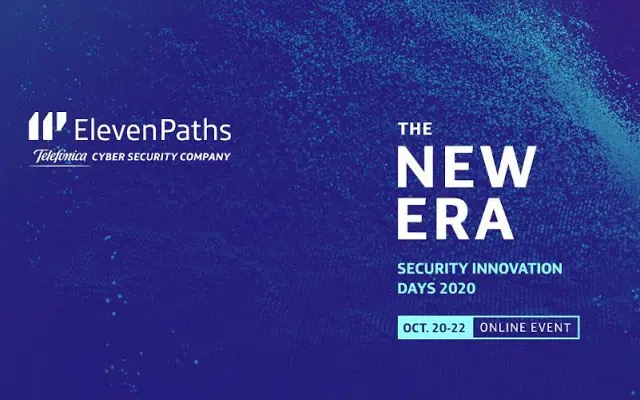 ElevenPaths
Telefónica CYBER SECURITY COMPANY
THE
NEW
ERA
SECURITY INNOVATION
DAYS 2020
OCT. 20-22 ONLINE EVENT